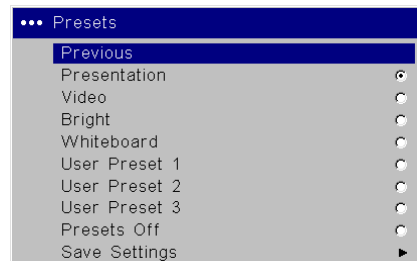 ••• Presets
Previous
Presentation
Video
Bright
Whiteboard
User Preset 1
User Preset 2
User Preset 3
Presets Off
Save Settings